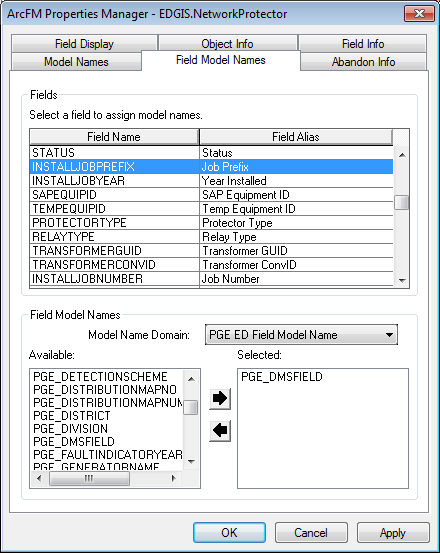 ArcFM Properties Manager - EDGIS.NetworkProtector
Field Display Object Info Field Info
Model Names Field Model Names Abandon Info
Fields
Select a field to assign model names.
Field Name Field Alias
STATUS Status
INSTALLJOBPREFIX Job Prefix
INSTALLJOBYEAR Year Installed
SAPEQUIPID SAP Equipment ID
TEMPEQUIPID Temp Equipment ID
PROTECTORTYPE Protector Type
RELAYTYPE Relay Type
TRANSFORMERGUID Transformer GUID
TRANSFORMERCONVID Transformer ConvID
INSTALLJOBNUMBER Job Number
Field Model Names
Model Name Domain: PGE ED Field Model Name
Available: Selected:
PGE_DETECTIONSCHEME PGE_DMSFIELD
PGE_DISTRIBUTIONMAPNO
PGE_DISTRIBUTIONMAPNUM
PGE_DISTRICT
PGE_DIVISION
PGE_DMSFIELD
PGE_FAULTINDICATORYEAR
PGE_GENERATORNAME
OK Cancel Apply